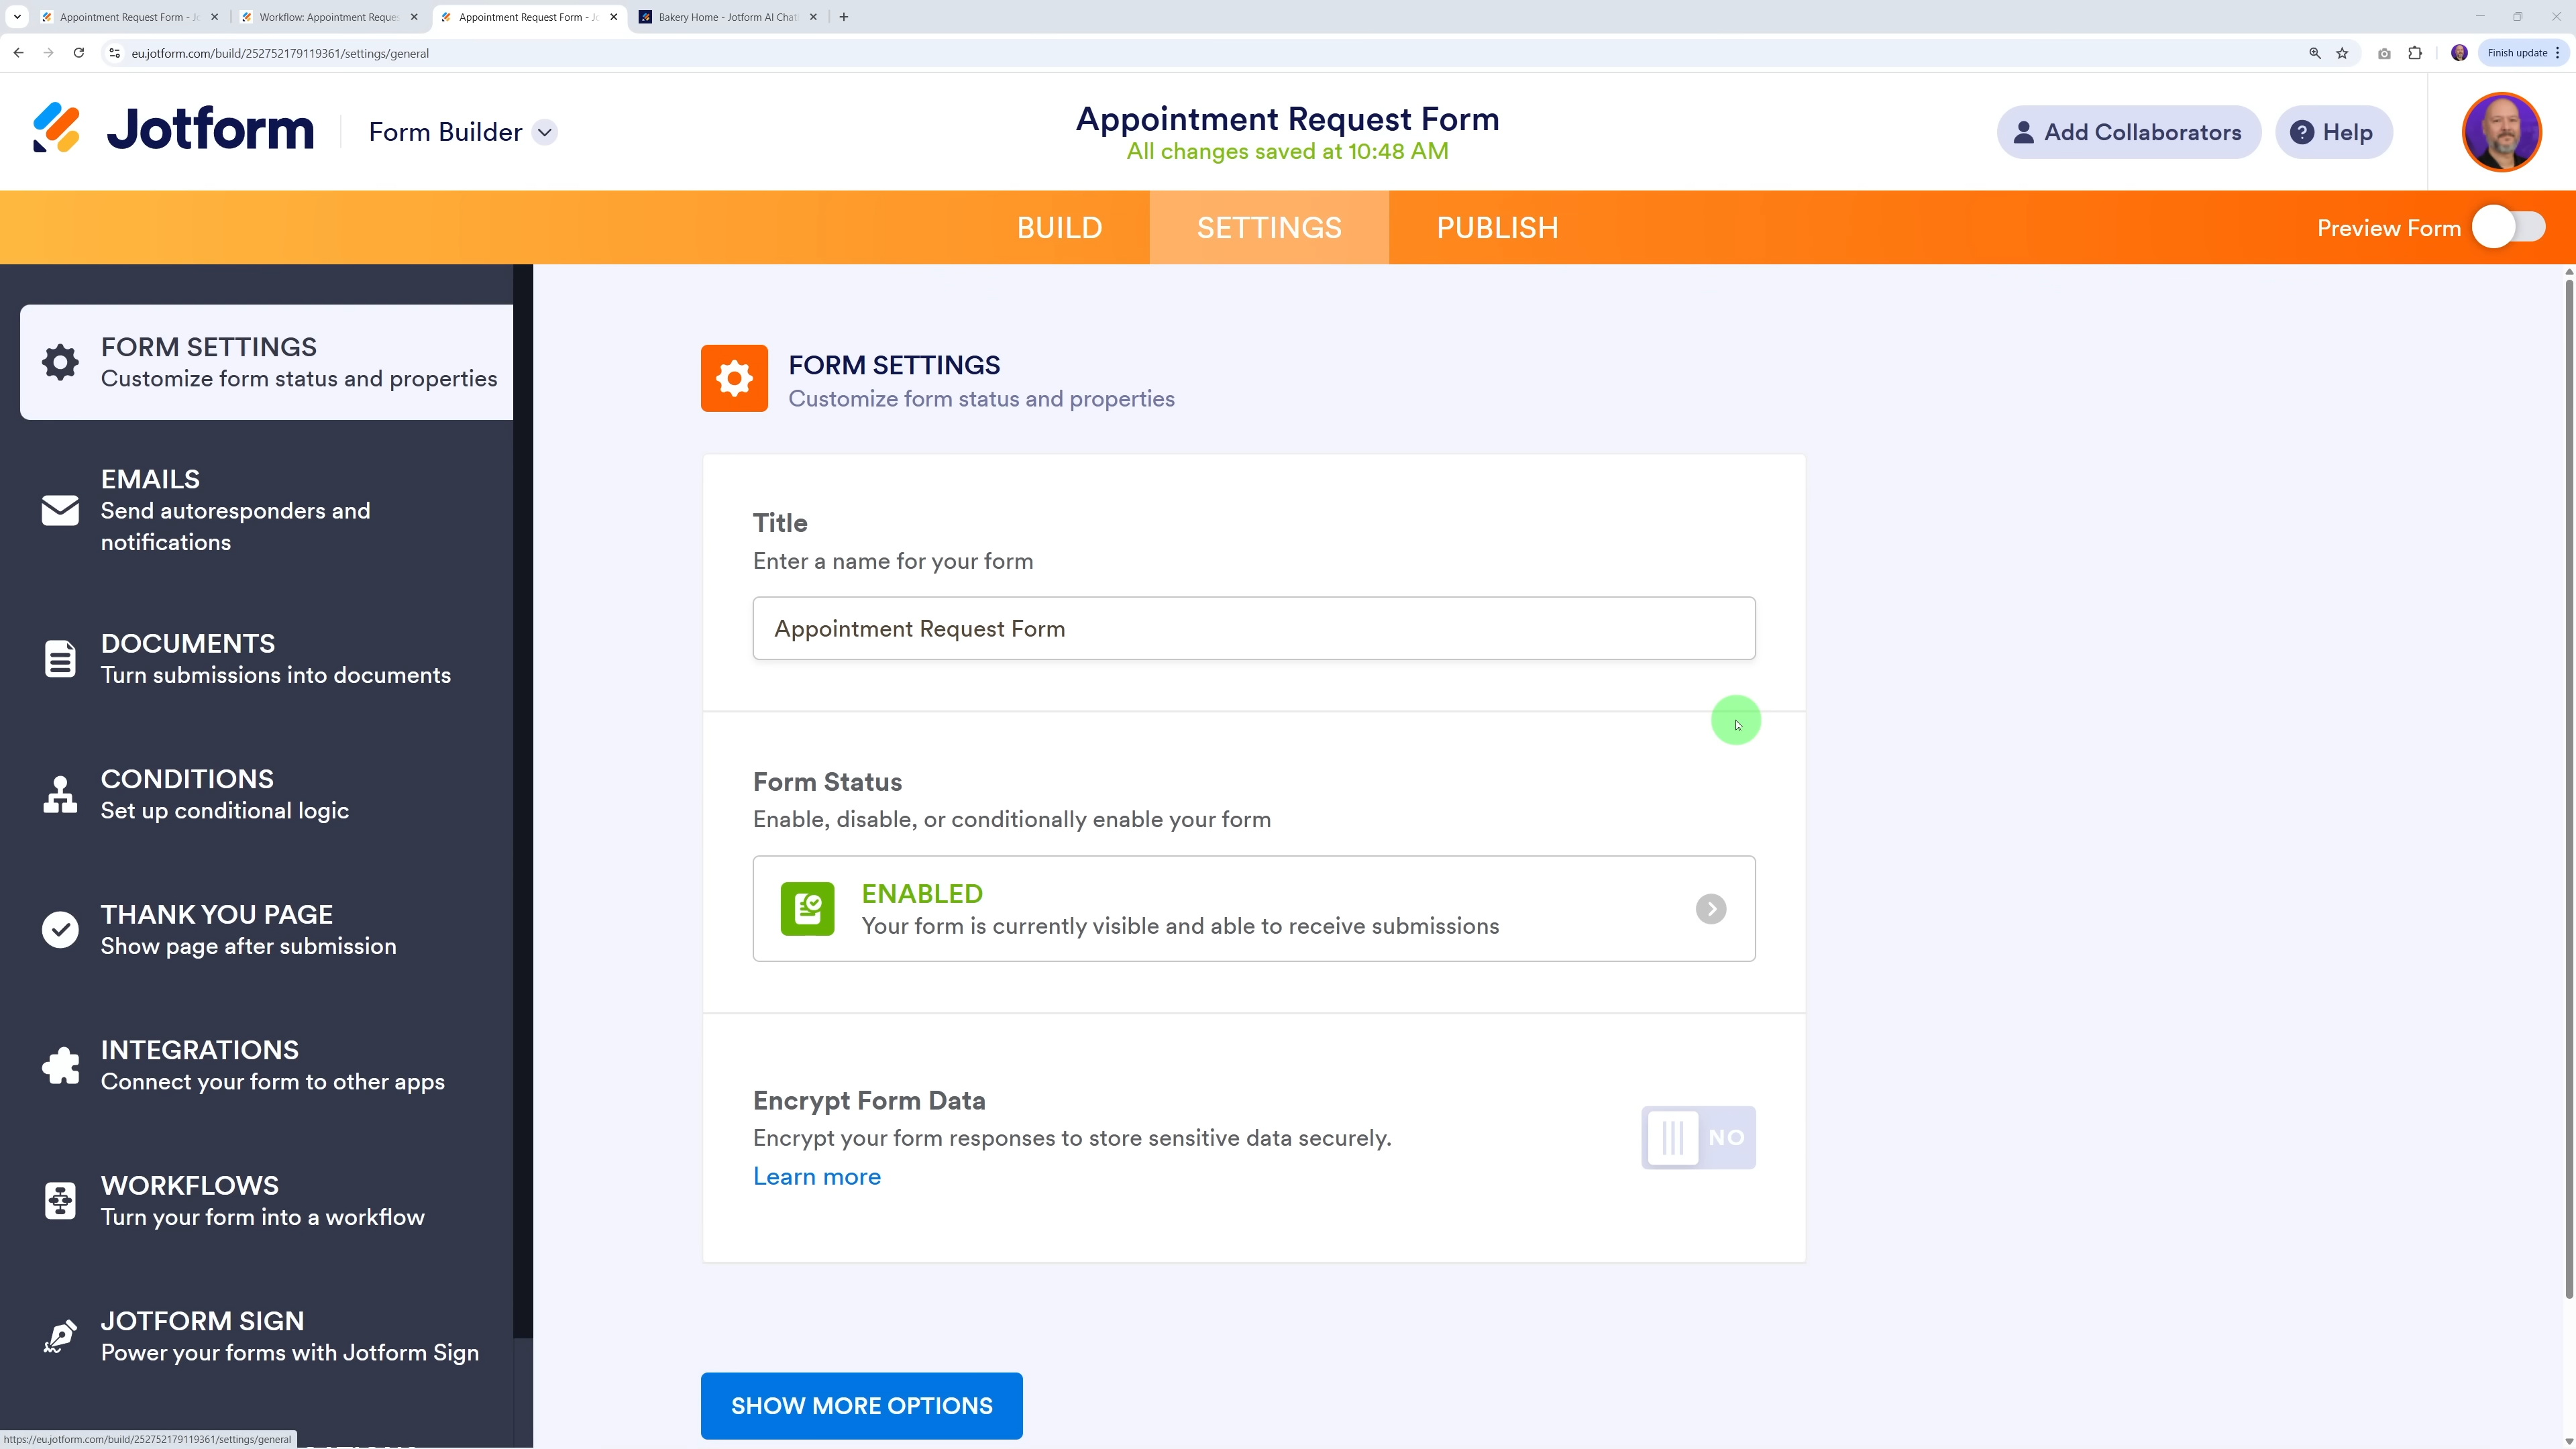 Appointment Request Form - Jo
Workflow: Appointment Reques
Appointment Request Form - Jo
Bakery Home - Jotform AI Chat
eu.jotform.com/build/252752179119361/settings/general
Finish update
Jotform
Form Builder
Appointment Request Form
All changes saved at 10:48 AM
Add Collaborators
Help
BUILD
SETTINGS
PUBLISH
Preview Form
FORM SETTINGS
Customize form status and properties
EMAILS
Send autoresponders and
notifications
DOCUMENTS
Turn submissions into documents
CONDITIONS
Set up conditional logic
THANK YOU PAGE
Show page after submission
INTEGRATIONS
Connect your form to other apps
WORKFLOWS
Turn your form into a workflow
JOTFORM SIGN
Power your forms with Jotform Sign
https://eu.jotform.com/build/252752179119361/settings/general
FORM SETTINGS
Customize form status and properties
Title
Enter a name for your form
Appointment Request Form
Form Status
Enable, disable, or conditionally enable your form
ENABLED
Your form is currently visible and able to receive submissions
Encrypt Form Data
Encrypt your form responses to store sensitive data securely.
Learn more
NO
SHOW MORE OPTIONS